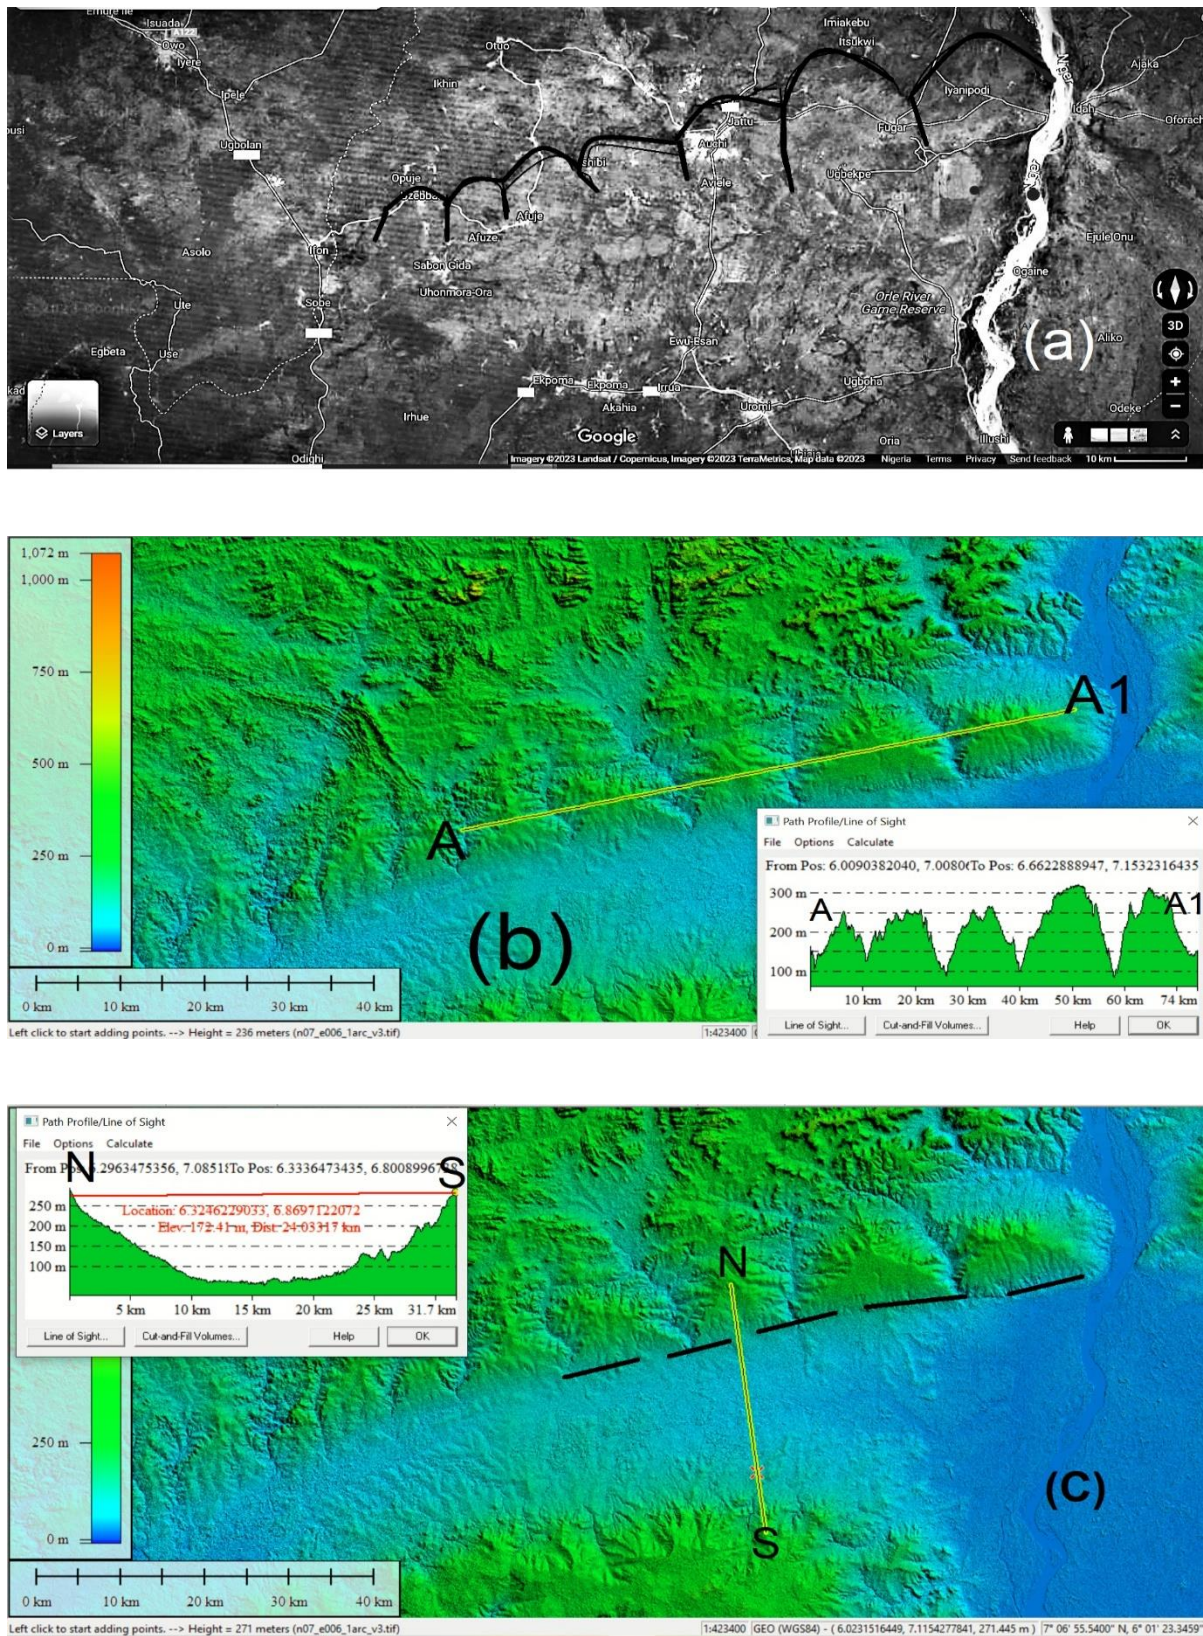 Emure Ile
Isuada
A122
Owo
Iyere
Ipele
Ugbolan
Otuo
Ikhin
Imiakebu
Itsukwi
Niger
Ajaka
Iyanipodi
Idah
Oforach
Jattu
Fugar
Auchi
shibi
Opuje
Ozebba
Aviele
Ugbekpe
Niger
Afuje
Afuze
Asolo
Ifon
Sabon Gida
Uhonmora-Ora
Ejule Onu
Ogaine
Ute
Sobe
Orle River
Game Reserve
(a)
3D
Egbeta
Use
Ewu-Esan
Aliko
Ekpoma
Ekpoma
Irrua
Ugboha
Akahia
Uromi
Irhue
Odeke
Layers
Google
Oria
Illushi
Odighi
Imagery ©2023 Landsat / Copernicus, Imagery ©2023 TerraMetrics, Map data ©2023 Nigeria Terms Privacy Send feedback 10 km
1,072 m
1,000 m
750 m
500 m
250 m
0 m
A
A1
(b)
0 km 10 km 20 km 30 km 40 km
Path Profile/Line of Sight
File Options Calculate
From Pos: 6.0090382040, 7.0080 To Pos: 6.6622888947, 7.1532316435
300 m
A
A1
200 m
100 m
10 km 20 km 30 km 40 km 50 km 60 km 74 km
Line of Sight... Cut-and-Fill Volumes... Help OK
Left click to start adding points. --> Height = 236 meters (n07_e006_1arc_v3.tif)
1:423400
Path Profile/Line of Sight
File Options Calculate
N
S
From Pos: 6.2963475356, 7.0851 To Pos: 6.3336473435, 6.8008996
250 m
200 m
150 m
100 m
Location: 6.3246229033, 6.8697122072
Elev: 172.41 m, Dist: 24.03317 km
5 km 10 km 15 km 20 km 25 km 31.7 km
Line of Sight... Cut-and-Fill Volumes... Help OK
N
S
(C)
250 m
0 m
0 km 10 km 20 km 30 km 40 km
Left click to start adding points. --> Height = 271 meters (n07_e006_1arc_v3.tif)
1:423400 GEO (WGS84) - ( 6.0231516449, 7.1154277841, 271.445 m ) 7° 06' 55.5400" N, 6° 01' 23.3459"